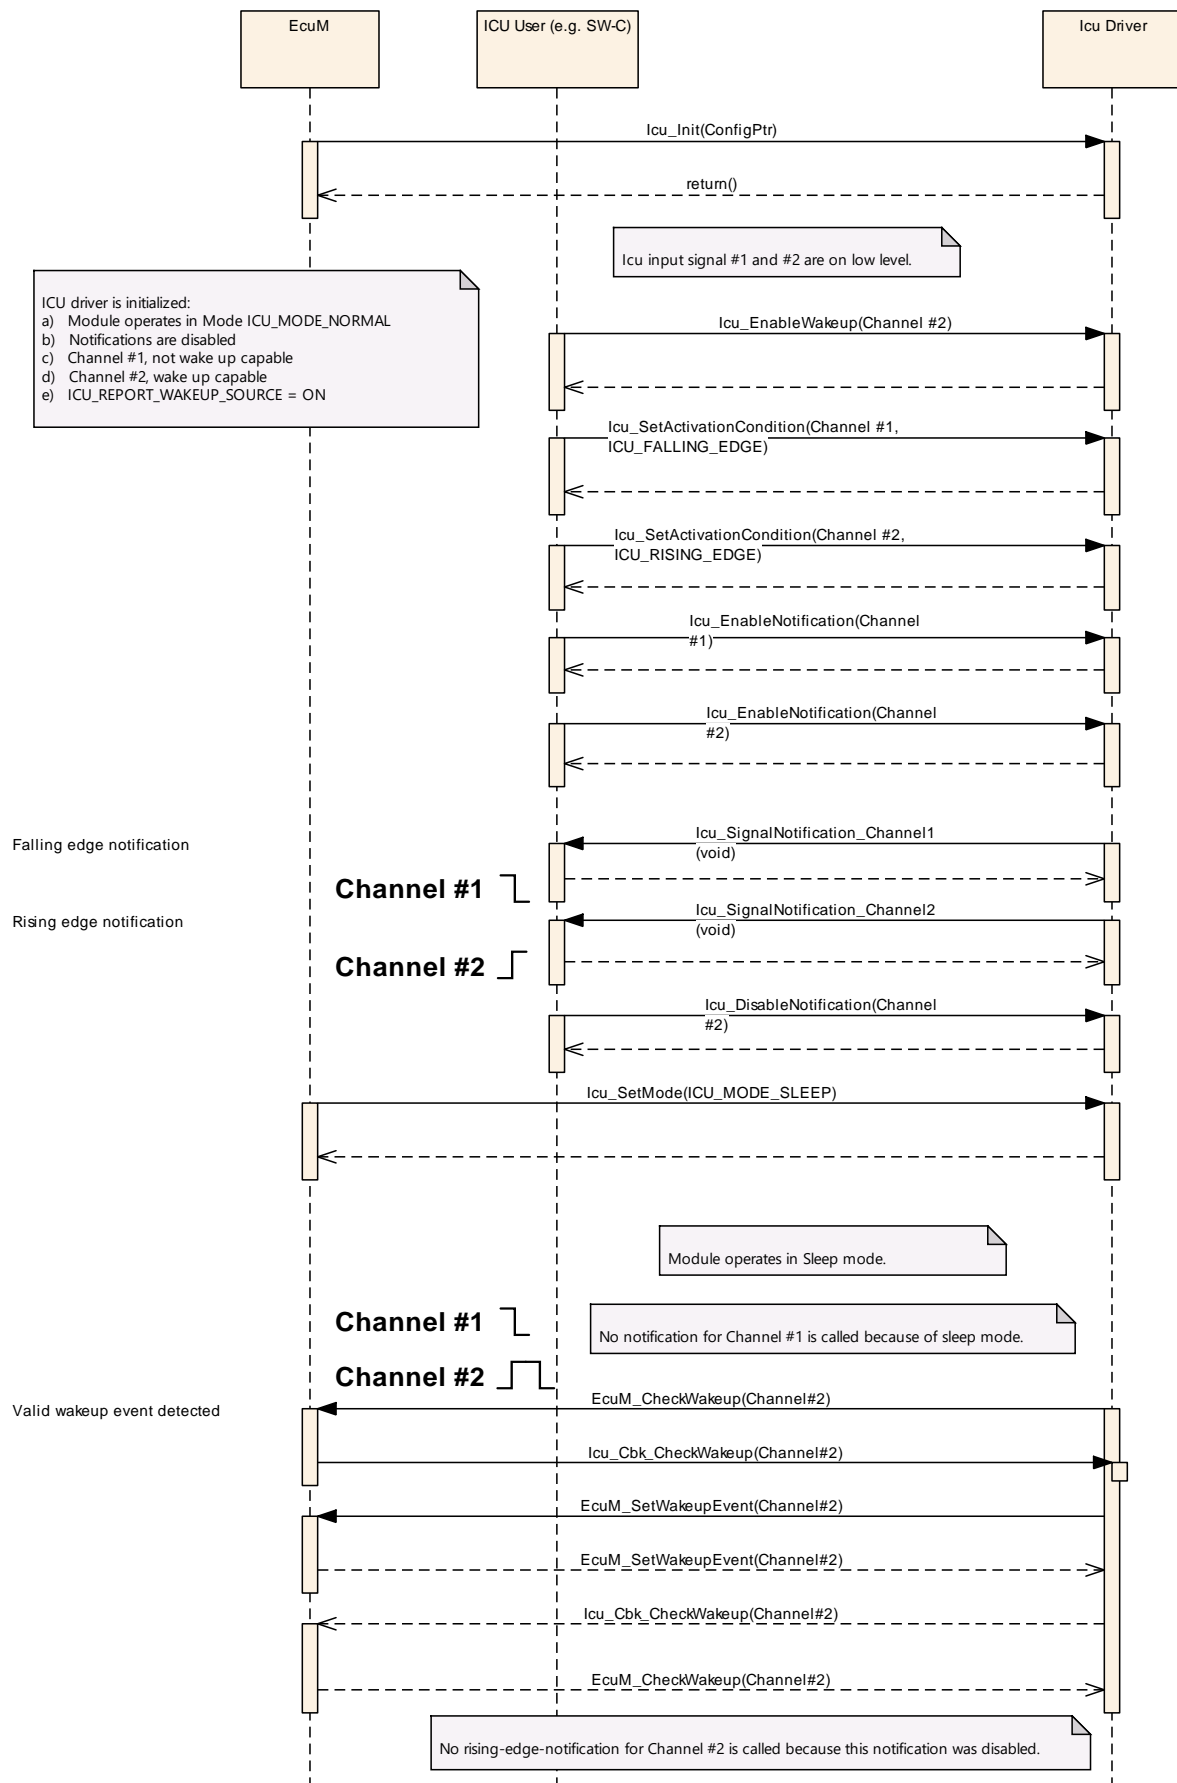 EcuM
ICU User (e.g. SW-C)
Icu Driver
Icu_Init(ConfigPtr)
return()
Icu input signal #1 and #2 are on low level.
ICU driver is initialized:
a) Module operates in Mode ICU_MODE_NORMAL
b) Notifications are disabled
c) Channel #1, not wake up capable
d) Channel #2, wake up capable
e) ICU_REPORT_WAKEUP_SOURCE = ON
Icu_EnableWakeup(Channel #2)
Icu_SetActivationCondition(Channel #1,
ICU_FALLING_EDGE)
Icu_SetActivationCondition(Channel #2,
ICU_RISING_EDGE)
Icu_EnableNotification(Channel
#1)
Icu_EnableNotification(Channel
#2)
Icu_SignalNotification_Channel1
(void)
Falling edge notification
Channel #1
Icu_SignalNotification_Channel2
(void)
Rising edge notification
Channel #2
Icu_DisableNotification(Channel
#2)
Icu_SetMode(ICU_MODE_SLEEP)
Module operates in Sleep mode.
Channel #1
No notification for Channel #1 is called because of sleep mode.
Channel #2
EcuM_CheckWakeup(Channel#2)
Valid wakeup event detected
Icu_Cbk_CheckWakeup(Channel#2)
EcuM_SetWakeupEvent(Channel#2)
EcuM_SetWakeupEvent(Channel#2)
Icu_Cbk_CheckWakeup(Channel#2)
EcuM_CheckWakeup(Channel#2)
No rising-edge-notification for Channel #2 is called because this notification was disabled.